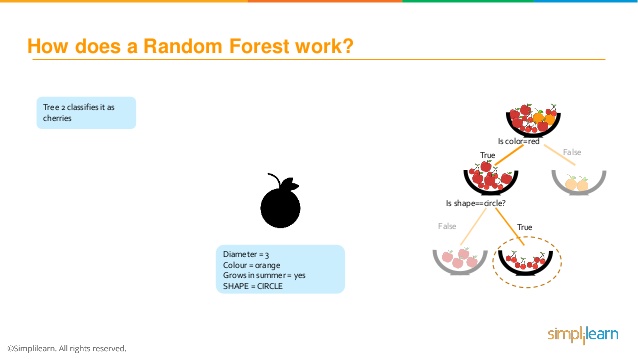 How does a Random Forest work?
Tree 2 classifies it as
cherries
Is color=red
True
False
Is shape==circle?
False
True
Diameter = 3
Colour = orange
Grows in summer = yes
SHAPE = CIRCLE
simplilearn
©Simplilearn. All rights reserved.